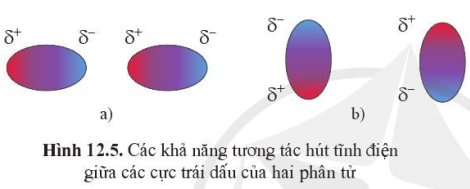 δ⁺ δ⁻ δ⁺ δ⁻ δ⁻ δ⁺
δ⁺ δ⁻
a) b)
Hình 12.5. Các khả năng tương tác hút tĩnh điện
giữa các cực trái dấu của hai phân tử